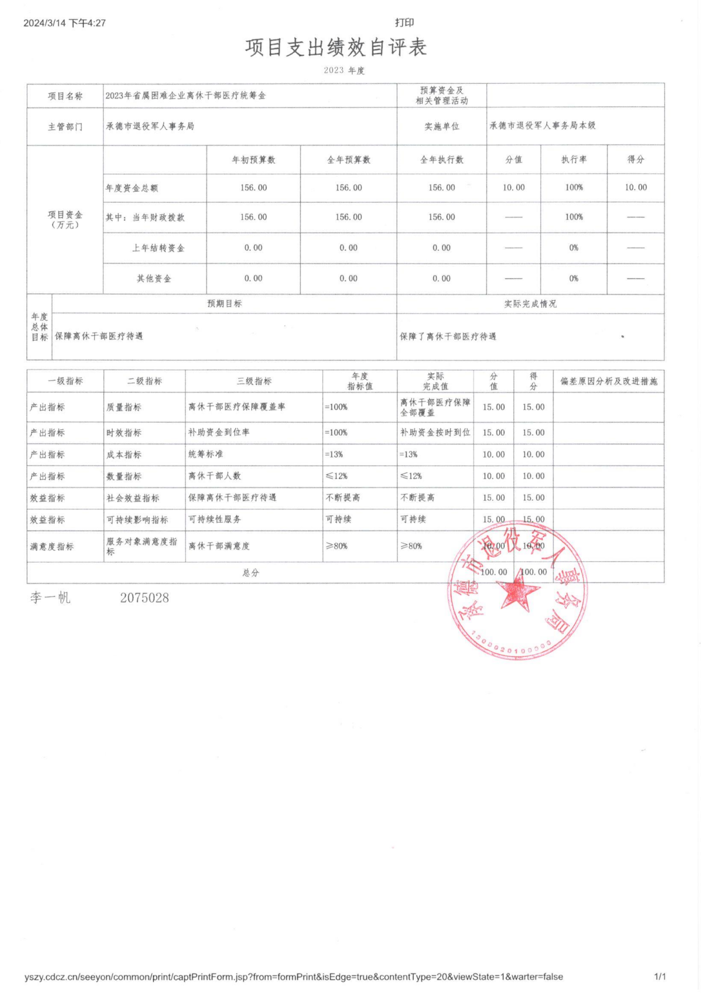 2024/3/14 下午4:27 打印
项目支出绩效自评表
2023 年度
项目名称 2023年省属困难企业离休干部医疗统筹金 预算资金及
相关管理活动
主管部门 承德市退役军人事务局 实施单位 承德市退役军人事务局本级
项目资金
（万元）
年初预算数 全年预算数 全年执行数 分值 执行率 得分
年度资金总额 156.00 156.00 156.00 10.00 100% 10.00
其中：当年财政拨款 156.00 156.00 156.00 —— 100% ——
上年结转资金 0.00 0.00 0.00 —— 0% ——
其他资金 0.00 0.00 0.00 —— 0% ——
年度
总体
目标
预期目标 实际完成情况
保障离休干部医疗待遇 保障了离休干部医疗待遇
一级指标 二级指标 三级指标 年度
指标值 实际
完成值 分
值 得
分 偏差原因分析及改进措施
产出指标 质量指标 离休干部医疗保障覆盖率 =100% 离休干部医疗保障
全部覆盖 15.00 15.00
产出指标 时效指标 补助资金到位率 =100% 补助资金按时到位 15.00 15.00
产出指标 成本指标 统筹标准 =13% =13% 10.00 10.00
产出指标 数量指标 离休干部人数 ≤12% ≤12% 10.00 10.00
效益指标 社会效益指标 保障离休干部医疗待遇 不断提高 不断提高 15.00 15.00
效益指标 可持续影响指标 可持续性服务 可持续 可持续 15.00 15.00
满意度指标 服务对象满意度指
标 离休干部满意度 ≥80% ≥80% 10.00 10.00
总分 100.00 100.00
李一帆 2075028
承德市退役军人事务局
yszy.cdcz.cn/seeyon/common/print/captPrintForm.jsp?from=formPrint&isEdge=true&contentType=20&viewState=1&warter=false 1/1